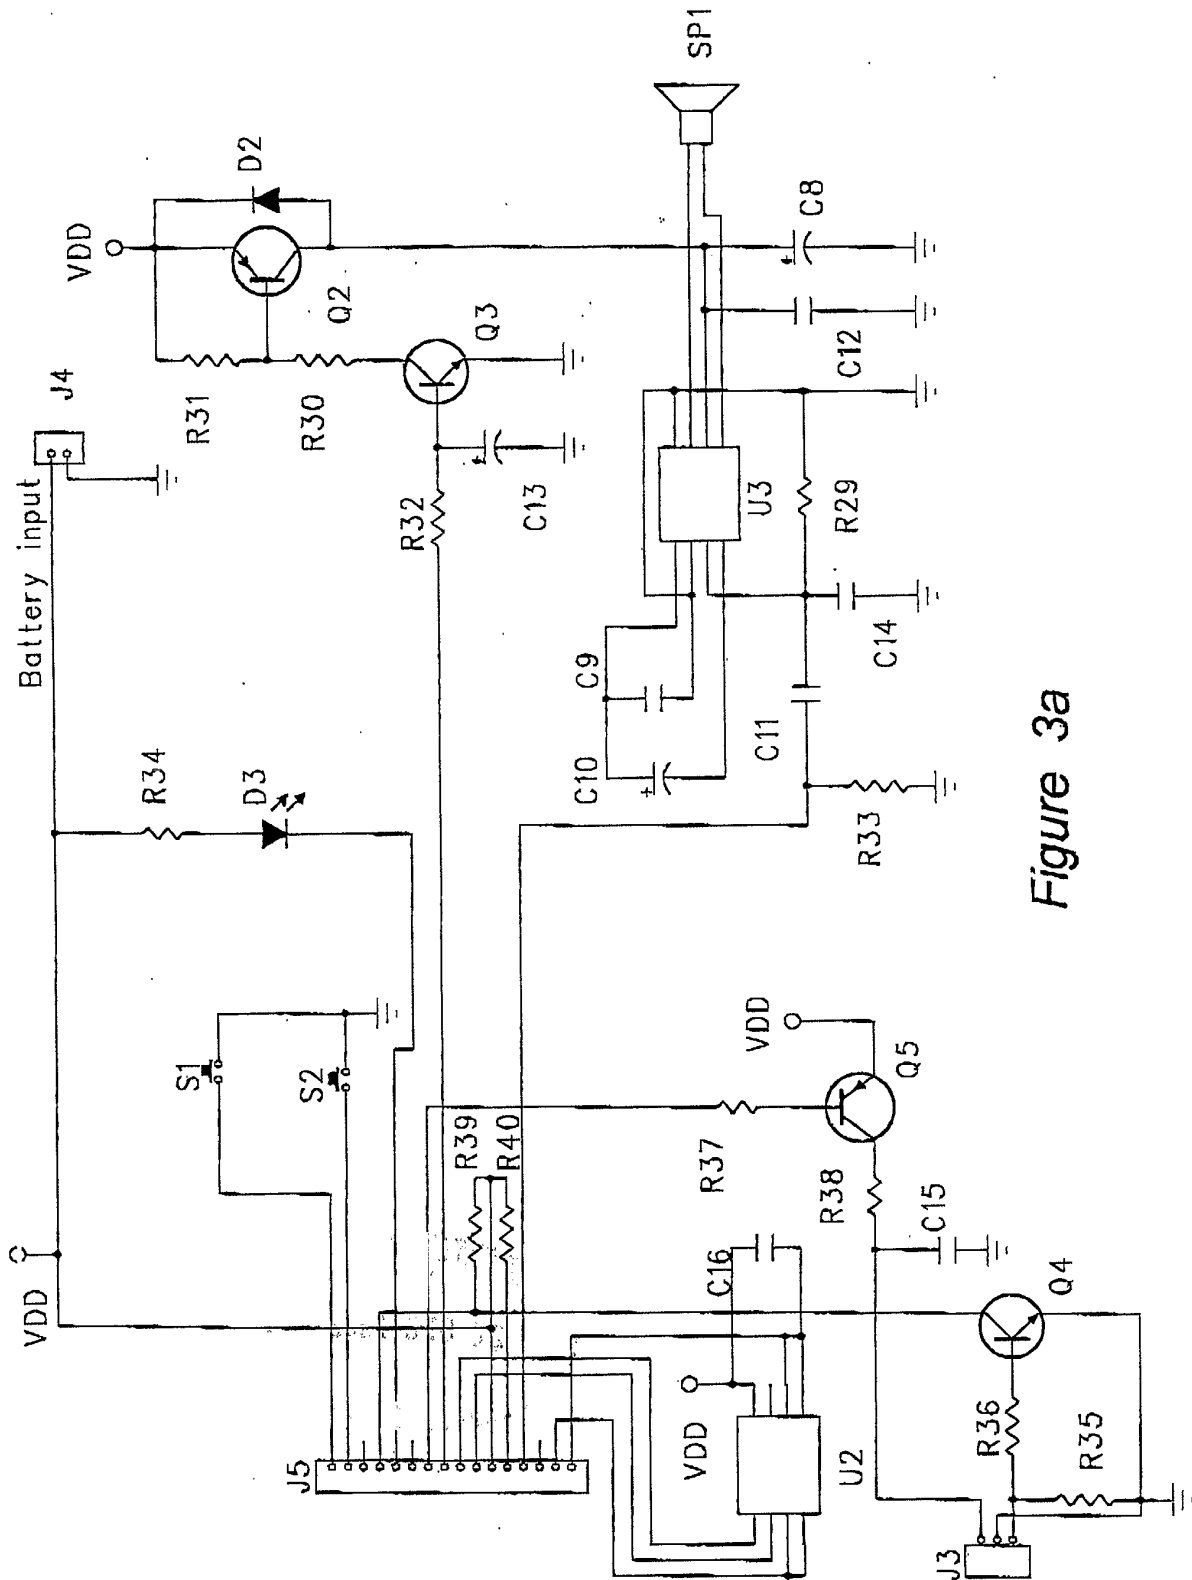 VDD
Battery input
J4
R34
D3
S1
S2
R31
R30
Q2
D2
VDD
Q3
R32
C13
J5
R39
R40
C9
C10
U3
SP1
C12
C8
R29
C11
C14
R33
R37
VDD
Q5
R38
C15
C16
VDD
U2
Q4
R36
R35
J3
Figure 3a